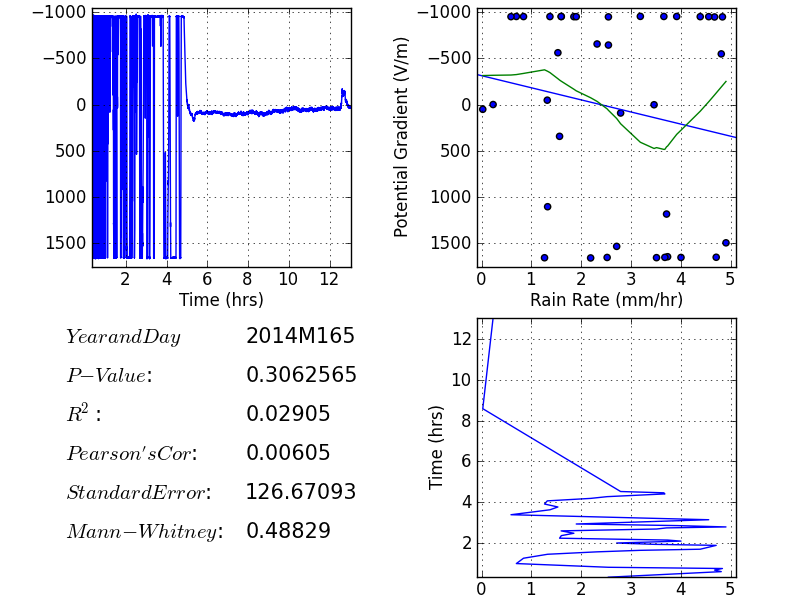 −1000
−500
0
500
1000
1500
2 4 6 8 10 12
Time (hrs)
−1000
−500
0
500
1000
1500
Potential Gradient (V/m)
0 1 2 3 4 5
Rain Rate (mm/hr)
YearandDay 2014M165
P−Value: 0.3062565
R² : 0.02905
Pearson'sCor: 0.00605
StandardError: 126.67093
Mann−Whitney: 0.48829
12
10
8
6
4
2
Time (hrs)
0 1 2 3 4 5